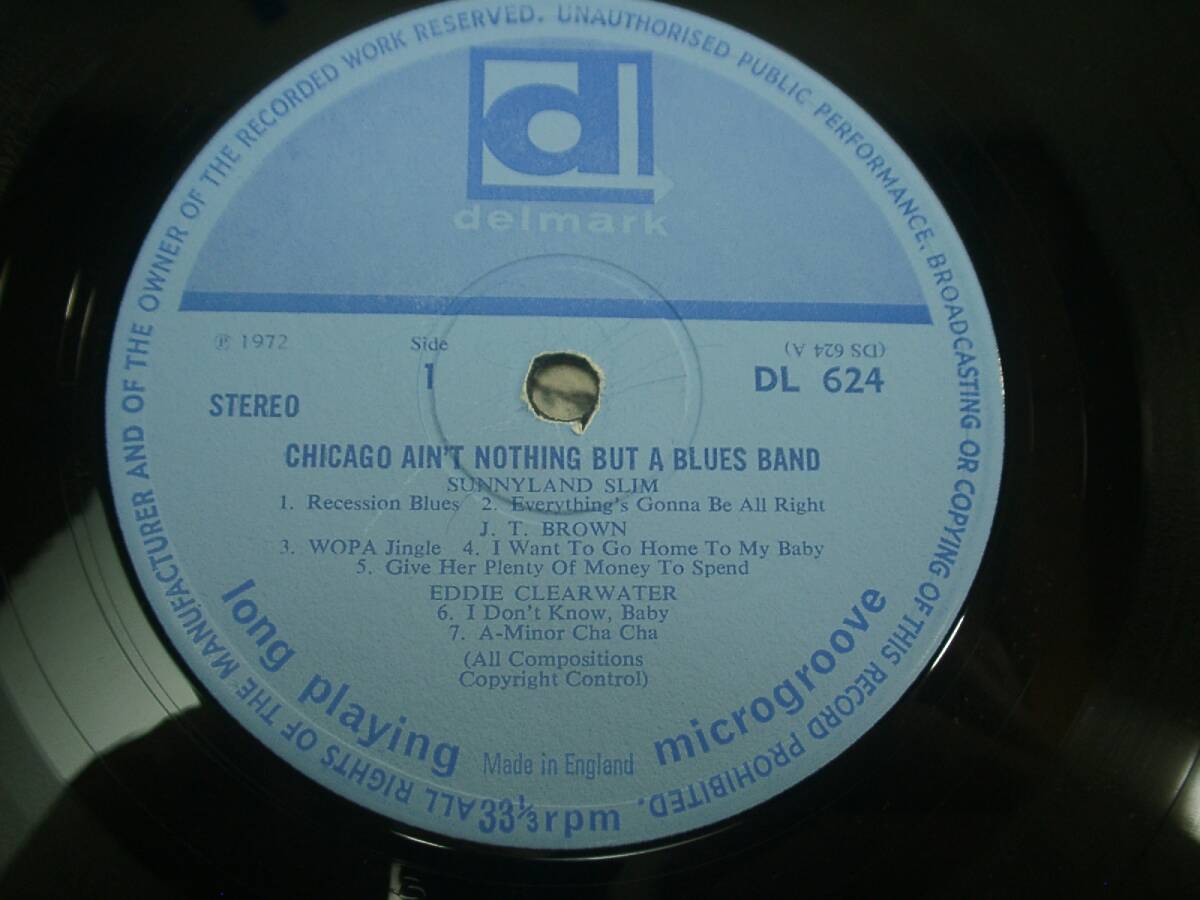 ALL RIGHTS OF THE MANUFACTURER AND OF THE OWNER OF THE RECORDED WORK RESERVED. UNAUTHORISED PUBLIC PERFORMANCE, BROADCASTING OR COPYING OF THIS RECORD PROHIBITED.
dl
delmark
℗ 1972
Side
1
(DS 624 A)
DL 624
STEREO
CHICAGO AIN'T NOTHING BUT A BLUES BAND
SUNNYLAND SLIM
1. Recession Blues 2. Everything's Gonna Be All Right
J. T. BROWN
3. WOPA Jingle 4. I Want To Go Home To My Baby
5. Give Her Plenty Of Money To Spend
EDDIE CLEARWATER
6. I Don't Know, Baby
7. A-Minor Cha Cha
(All Compositions
Copyright Control)
long playing
microgroove
Made in England
33⅓ rpm